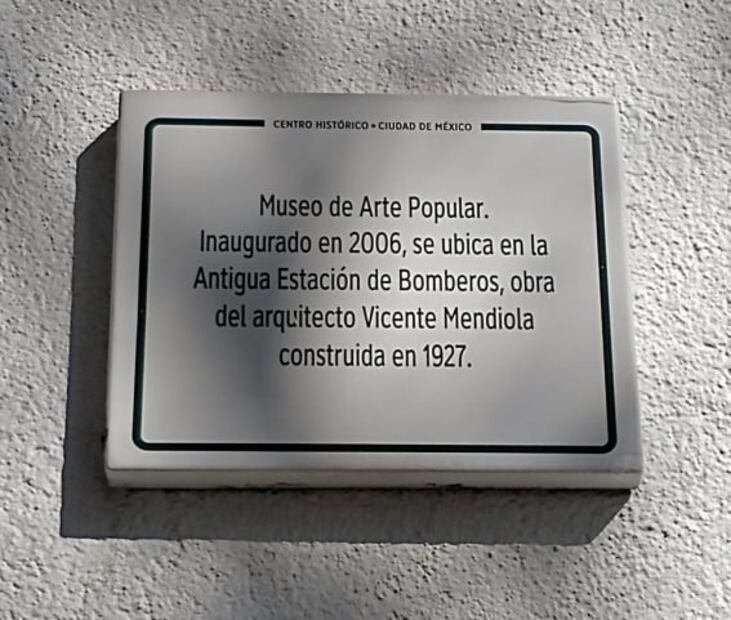 CENTRO HISTÓRICO • CIUDAD DE MÉXICO
Museo de Arte Popular.
Inaugurado en 2006, se ubica en la
Antigua Estación de Bomberos, obra
del arquitecto Vicente Mendiola
construida en 1927.